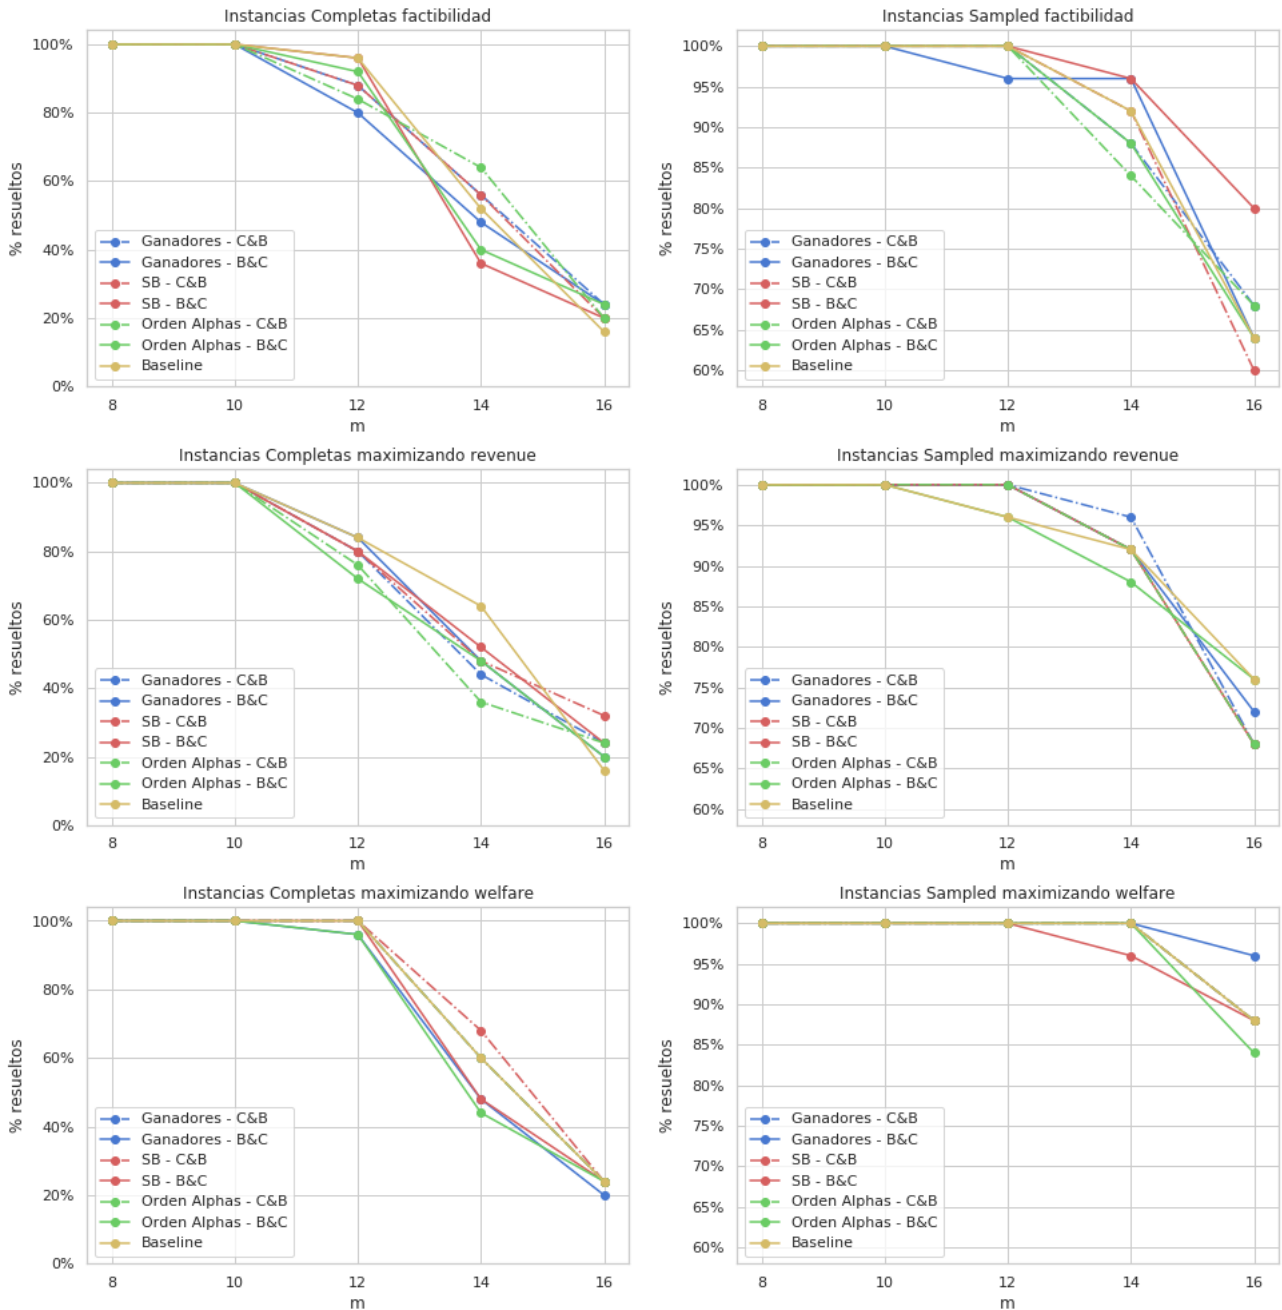 Instancias Completas factibilidad
100%
80%
60%
40%
20%
0%
% resueltos
Ganadores - C&B
Ganadores - B&C
SB - C&B
SB - B&C
Orden Alphas - C&B
Orden Alphas - B&C
Baseline
8 10 12 14 16
m
Instancias Sampled factibilidad
100%
95%
90%
85%
80%
75%
70%
65%
60%
% resueltos
Ganadores - C&B
Ganadores - B&C
SB - C&B
SB - B&C
Orden Alphas - C&B
Orden Alphas - B&C
Baseline
8 10 12 14 16
m
Instancias Completas maximizando revenue
100%
80%
60%
40%
20%
0%
% resueltos
Ganadores - C&B
Ganadores - B&C
SB - C&B
SB - B&C
Orden Alphas - C&B
Orden Alphas - B&C
Baseline
8 10 12 14 16
m
Instancias Sampled maximizando revenue
100%
95%
90%
85%
80%
75%
70%
65%
60%
% resueltos
Ganadores - C&B
Ganadores - B&C
SB - C&B
SB - B&C
Orden Alphas - C&B
Orden Alphas - B&C
Baseline
8 10 12 14 16
m
Instancias Completas maximizando welfare
100%
80%
60%
40%
20%
0%
% resueltos
Ganadores - C&B
Ganadores - B&C
SB - C&B
SB - B&C
Orden Alphas - C&B
Orden Alphas - B&C
Baseline
8 10 12 14 16
m
Instancias Sampled maximizando welfare
100%
95%
90%
85%
80%
75%
70%
65%
60%
% resueltos
Ganadores - C&B
Ganadores - B&C
SB - C&B
SB - B&C
Orden Alphas - C&B
Orden Alphas - B&C
Baseline
8 10 12 14 16
m